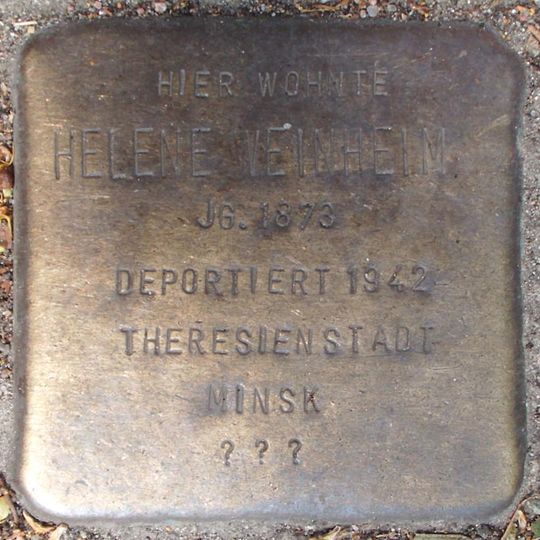 HIER WOHNTE
HELENE WEINHEIM
JG. 1873
DEPORTIERT 1942
THERESIENSTADT
MINSK
???